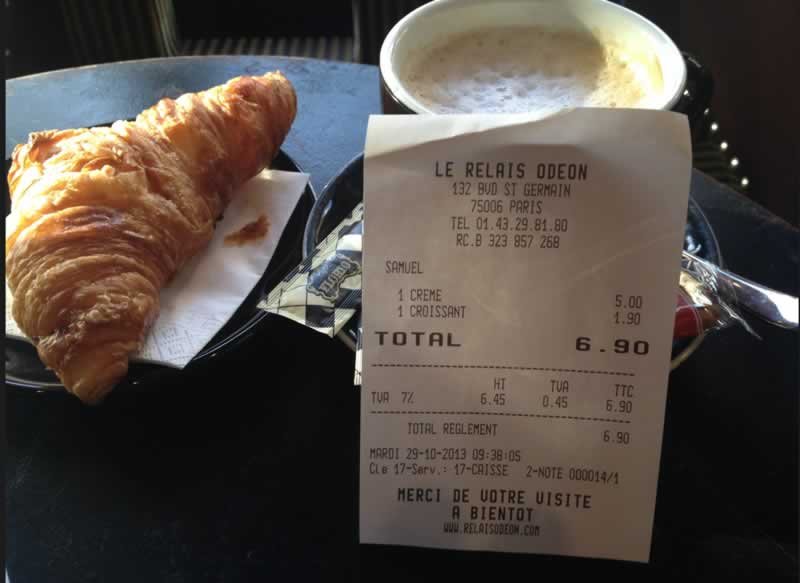 LE RELAIS ODEON
132 BVD ST GERMAIN
75006 PARIS
TEL 01.43.29.81.80
RC.B 323 857 268
SAMUEL
1 CREME 5.00
1 CROISSANT 1.90
TOTAL 6.90
HT TVA TTC
TVA 7% 6.45 0.45 6.90
TOTAL REGLEMENT 6.90
MARDI 29-10-2013 09:38:05
Cle 17-Serv.: 17-CAISSE 2-NOTE 000014/1
MERCI DE VOTRE VISITE
A BIENTOT
WWW.RELAISODEON.COM